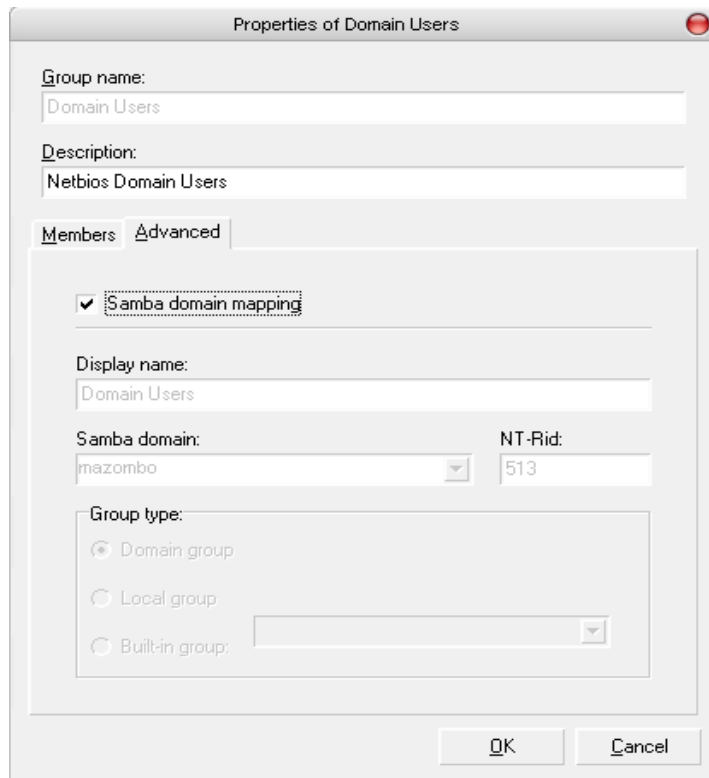 Properties of Domain Users
Group name:
Domain Users
Description:
Netbios Domain Users
Members Advanced
Samba domain mapping
Display name:
Domain Users
Samba domain: NT-Rid:
mazombo 513
Group type:
Domain group
Local group
Built-in group:
OK Cancel